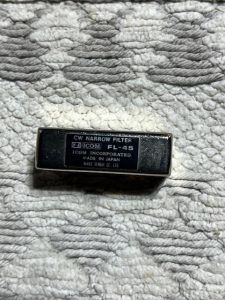 CW NARROW FILTER
ICOM FL-45
ICOM INCORPORATED
MADE IN JAPAN